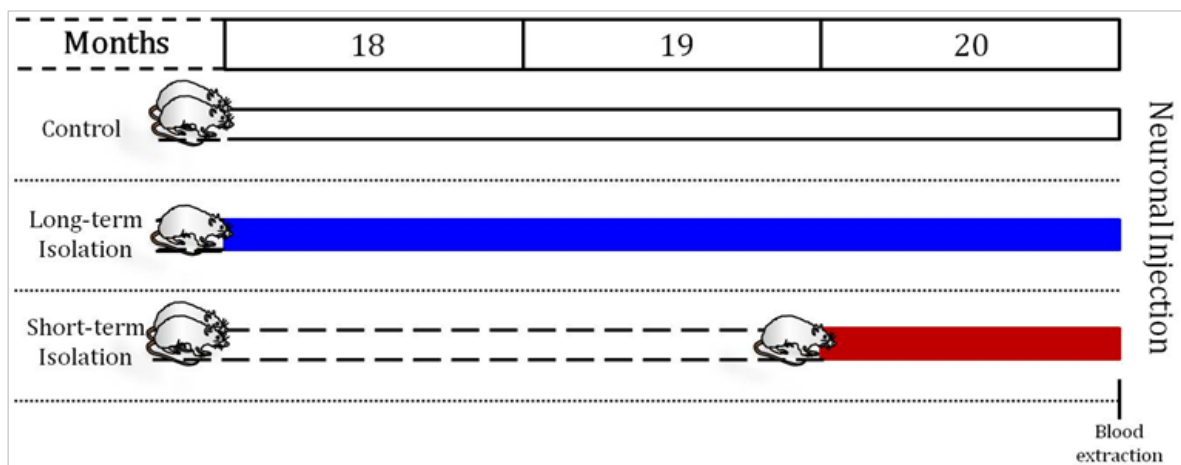 Months 18 19 20
Control
Long-term
Isolation
Short-term
Isolation
Neuronal Injection
Blood
extraction